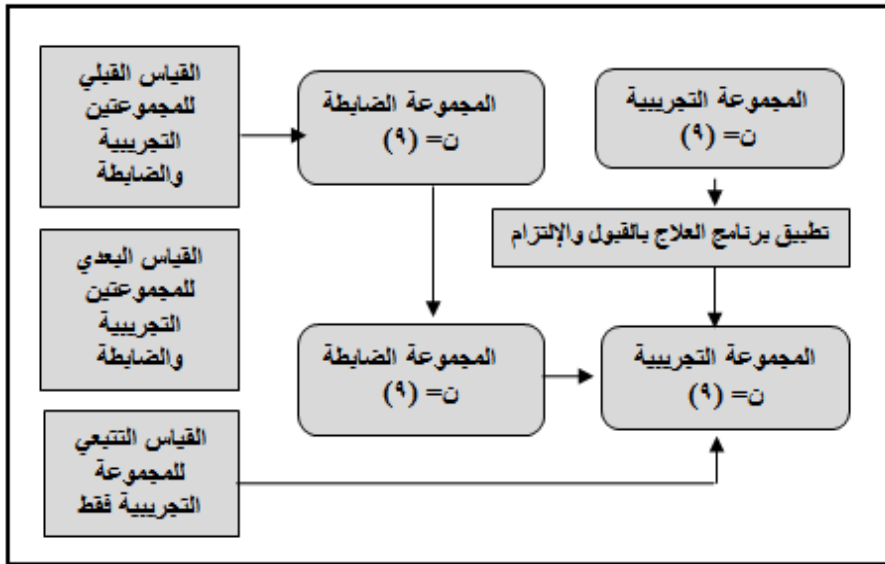 المجموعة التجريبية
ن= (٩)
المجموعة الضابطة
ن= (٩)
القياس القبلي
للمجموعتين
التجريبية
والضابطة
تطبيق برنامج العلاج بالقبول والإلتزام
القياس البعدي
للمجموعتين
التجريبية
والضابطة
المجموعة التجريبية
ن= (٩)
المجموعة الضابطة
ن= (٩)
القياس التتبعي
للمجموعة
التجريبية فقط